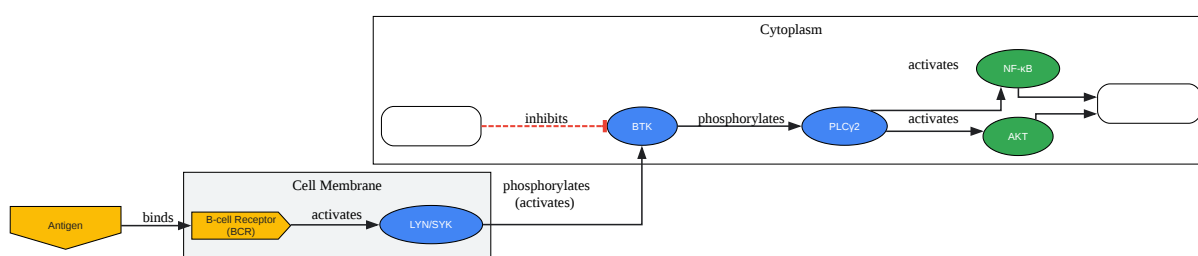 Cytoplasm
activates
NF-κB
inhibits
BTK
phosphorylates
PLCγ2
activates
AKT
Cell Membrane
phosphorylates
(activates)
Antigen
binds
B-cell Receptor
(BCR)
activates
LYN/SYK